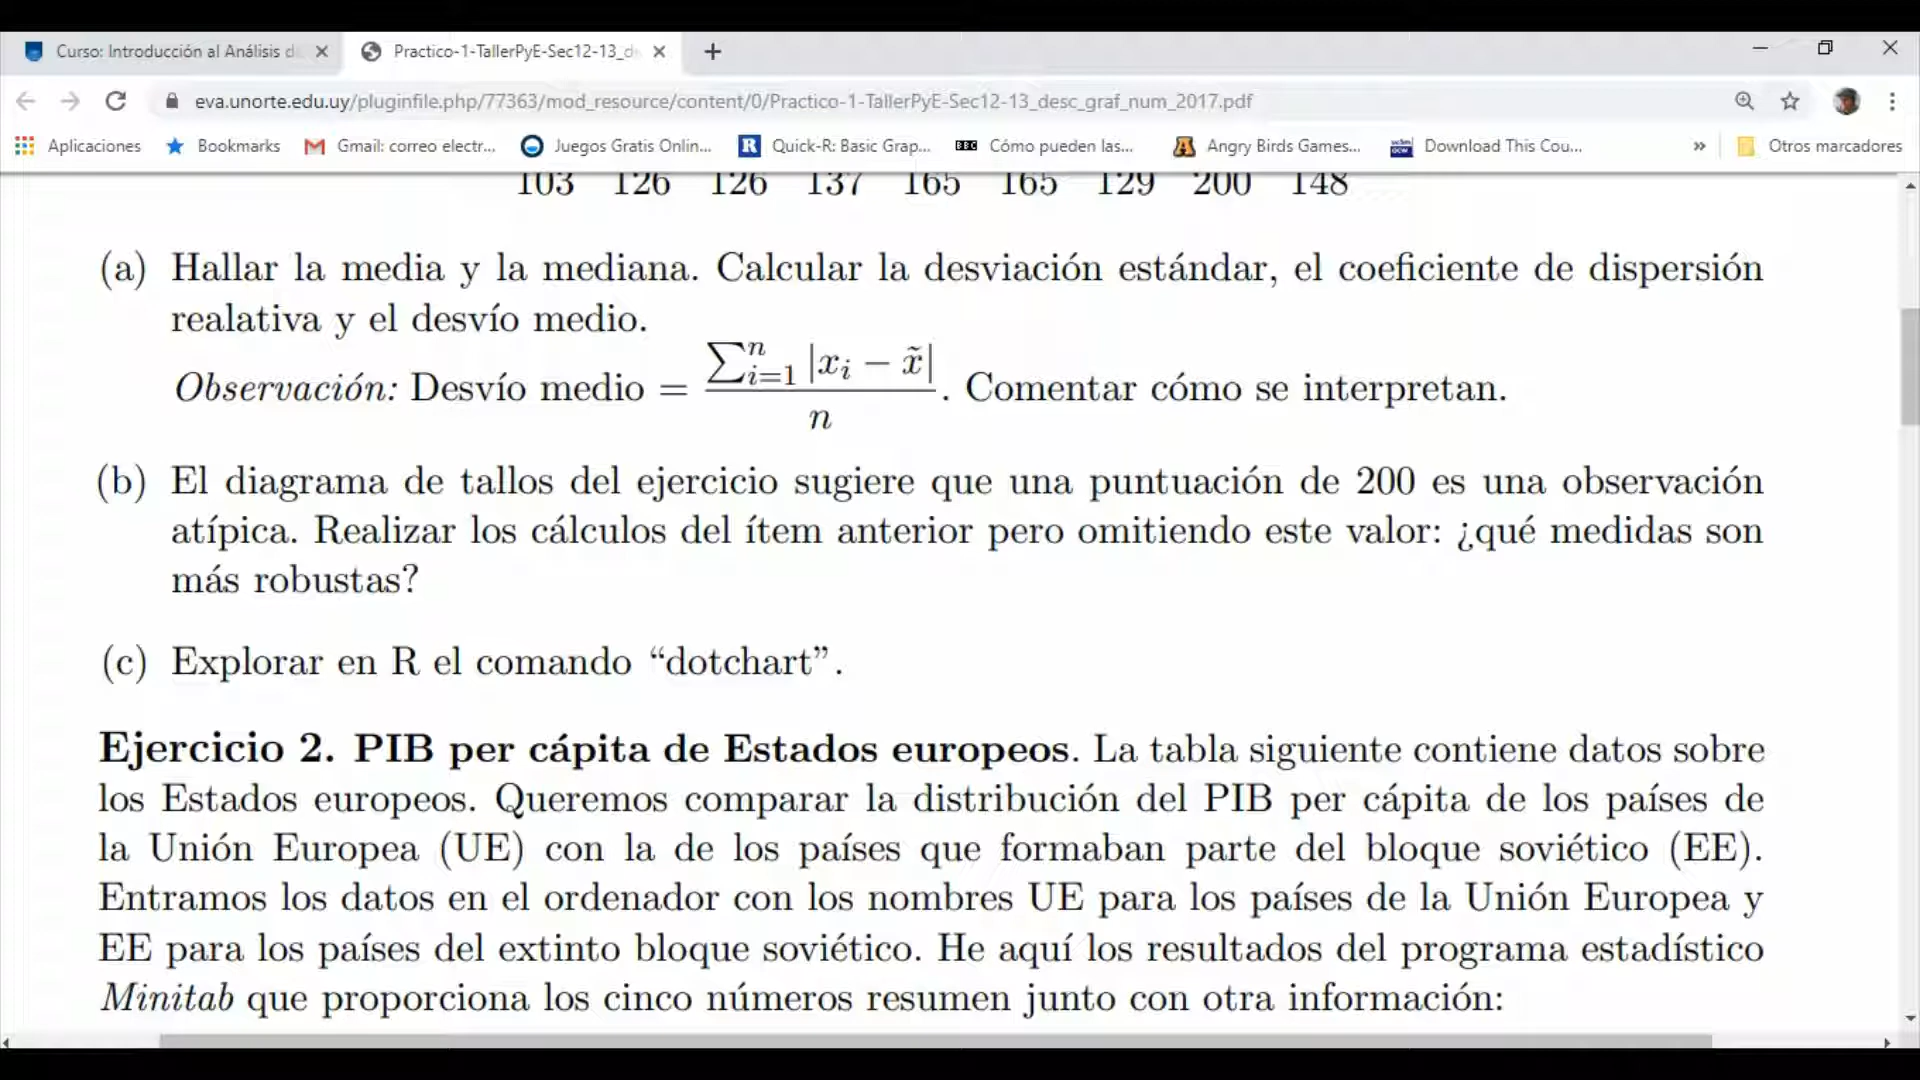 Curso: Introducción al Análisis d
Practico-1-TallerPyE-Sec12-13_d
eva.unorte.edu.uy/pluginfile.php/77363/mod_resource/content/0/Practico-1-TallerPyE-Sec12-13_desc_graf_num_2017.pdf
Aplicaciones Bookmarks Gmail: correo electr... Juegos Gratis Onlin... R Quick-R: Basic Grap... BBC Cómo pueden las... Angry Birds Games... Download This Cou... » Otros marcadores
103 126 126 137 165 165 129 200 148
(a) Hallar la media y la mediana. Calcular la desviación estándar, el coeficiente de dispersión
realativa y el desvío medio.
Observación: Desvío medio = \frac{\sum_{i=1}^{n} |x_i − \tilde{x}|}{n}. Comentar cómo se interpretan.
(b) El diagrama de tallos del ejercicio sugiere que una puntuación de 200 es una observación
atípica. Realizar los cálculos del ítem anterior pero omitiendo este valor: ¿qué medidas son
más robustas?
(c) Explorar en R el comando “dotchart”.
Ejercicio 2. PIB per cápita de Estados europeos. La tabla siguiente contiene datos sobre
los Estados europeos. Queremos comparar la distribución del PIB per cápita de los países de
la Unión Europea (UE) con la de los países que formaban parte del bloque soviético (EE).
Entramos los datos en el ordenador con los nombres UE para los países de la Unión Europea y
EE para los países del extinto bloque soviético. He aquí los resultados del programa estadístico
Minitab que proporciona los cinco números resumen junto con otra información: